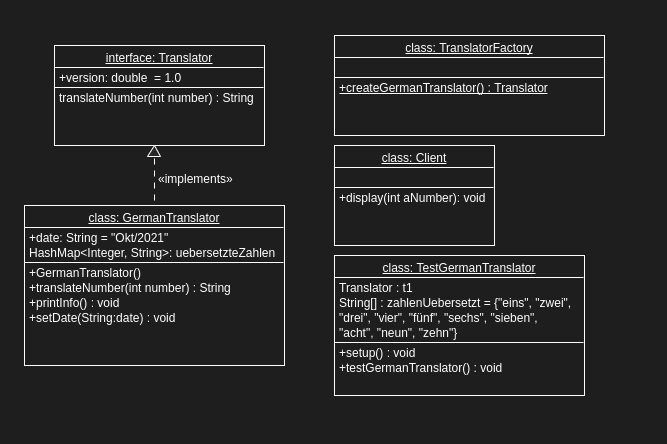 interface: Translator
+version: double  = 1.0
translateNumber(int number) : String
«implements»
class: GermanTranslator
+date: String = "Okt/2021"
HashMap<Integer, String>: uebersetzteZahlen
+GermanTranslator()
+translateNumber(int number) : String
+printInfo() : void
+setDate(String:date) : void
class: TranslatorFactory
+createGermanTranslator() : Translator
class: Client
+display(int aNumber): void
class: TestGermanTranslator
Translator : t1
String[] : zahlenUebersetzt = {"eins", "zwei",
"drei", "vier", "fünf", "sechs", "sieben",
"acht", "neun", "zehn"}
+setup() : void
+testGermanTranslator() : void